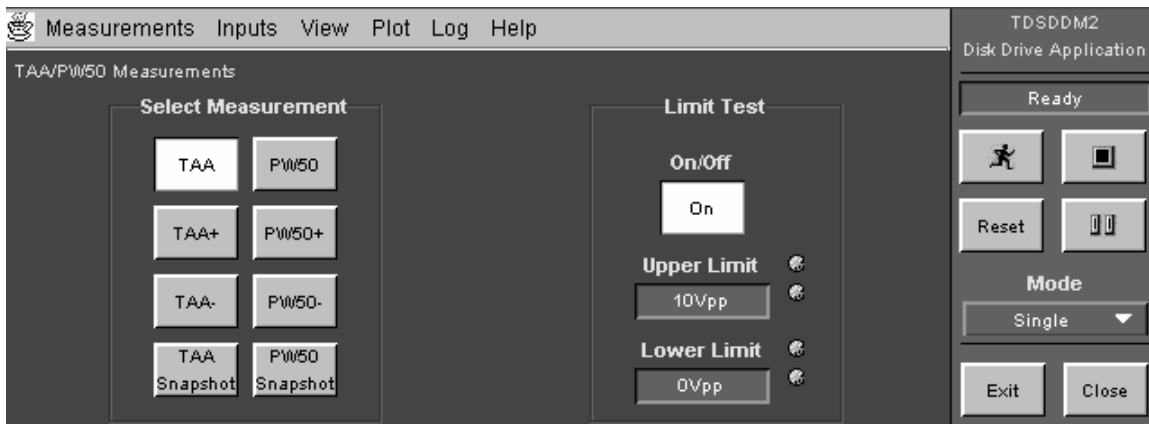 Measurements Inputs View Plot Log Help
TAA/PW50 Measurements
Select Measurement
TAA PW50
TAA+ PW50+
TAA- PW50-
TAA Snapshot PW50 Snapshot
Limit Test
On/Off
On
Upper Limit
10Vpp
Lower Limit
0Vpp
TDSDDM2
Disk Drive Application
Ready
Reset
Mode
Single
Exit Close